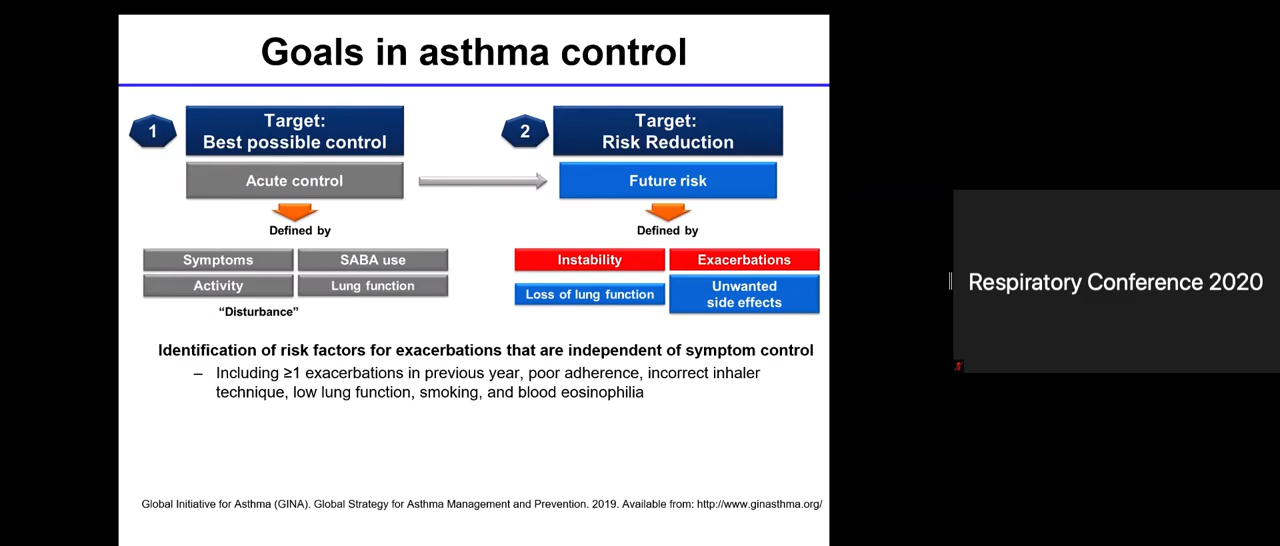 Goals in asthma control
1
Target:
Best possible control
Acute control
Defined by
Symptoms
SABA use
Activity
Lung function
“Disturbance”
2
Target:
Risk Reduction
Future risk
Defined by
Instability
Exacerbations
Loss of lung function
Unwanted
side effects
Identification of risk factors for exacerbations that are independent of symptom control
– Including ≥1 exacerbations in previous year, poor adherence, incorrect inhaler
technique, low lung function, smoking, and blood eosinophilia
Global Initiative for Asthma (GINA). Global Strategy for Asthma Management and Prevention. 2019. Available from: http://www.ginasthma.org/
Respiratory Conference 2020